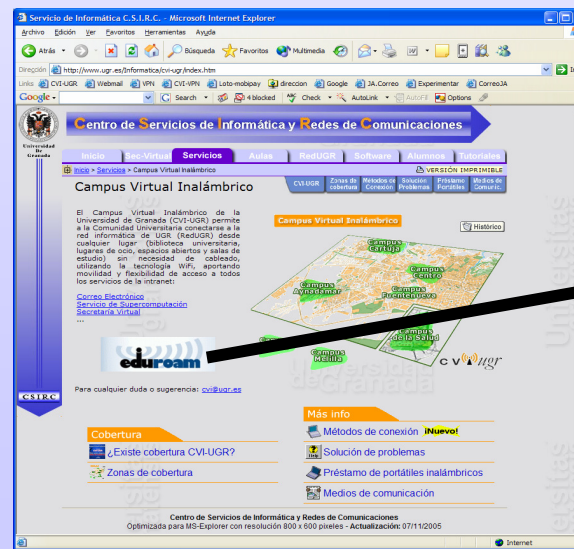 Servicio de Informática C.S.I.R.C. - Microsoft Internet Explorer
Archivo Edición Ver Favoritos Herramientas Ayuda
Atrás Búsqueda Favoritos Multimedia
Dirección http://www.ugr.es/Informatica/cvi-ugr/index.htm
Links CVI-UGR Webmail VPN CVI-VPN Loto-mobipay direccion Google JA.Correo Experimentar CorreoJA
Google Search 4 blocked Check AutoLink AutoFill Options
Centro de Servicios de Informática y Redes de Comunicaciones
Universidad
De
Granada
Inicio Sec-Virtual Servicios Aulas RedUGR Software Alumnos Tutoriales
Inicio > Servicios > Campus Virtual Inalámbrico
VERSIÓN IMPRIMIBLE
Campus Virtual Inalámbrico
CVI-UGR Zonas de cobertura Métodos de Conexión Solución Problemas Préstamo Portátiles Medios de Comunic.
El Campus Virtual Inalámbrico de la
Universidad de Granada (CVI-UGR) permite
a la Comunidad Universitaria conectarse a la
red informática de UGR (RedUGR) desde
cualquier lugar (biblioteca universitaria,
lugares de ocio, espacios abiertos y salas de
estudio) sin necesidad de cableado,
utilizando la tecnología WiFi, aportando
movilidad y flexibilidad de acceso a todos
los servicios de la intranet:
Correo Electrónico
Servicio de Supercomputación
Secretaría Virtual
...
eduroam
Para cualquier duda o sugerencia: cvi@ugr.es
Campus Virtual Inalámbrico
Histórico
Campus
Cartuja
Campus
Centro
Campus
Aynadamar
Campus
Fuentenueva
Campus
de la Salud
Campus
Melilla
CVI ugr
CSIRC
Cobertura
¿Existe cobertura CVI-UGR?
Zonas de cobertura
Más info
Métodos de conexión ¡Nuevo!
Solución de problemas
Préstamo de portátiles inalámbricos
Medios de comunicación
Centro de Servicios de Informática y Redes de Comunicaciones
Optimizada para MS-Explorer con resolución 800 x 600 píxeles - Actualización: 07/11/2005
Internet